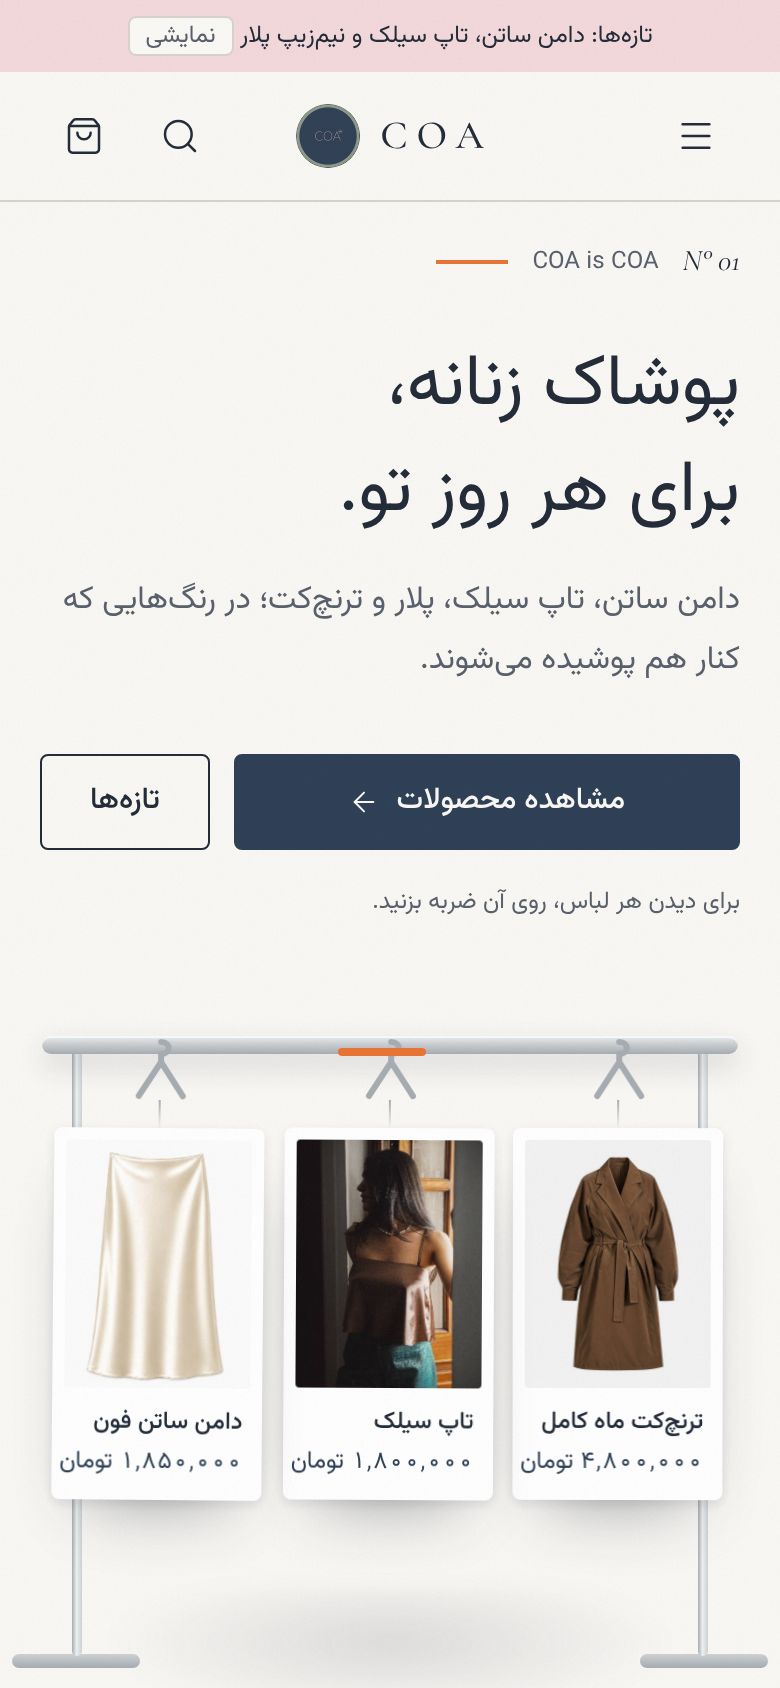 تازه‌ها: دامن ساتن، تاپ سیلک و نیم‌زیپ پلار نمایشی
COA COA
Nº 01 COA is COA
پوشاک زنانه،
برای هر روز تو.
دامن ساتن، تاپ سیلک، پلار و ترنچ‌کت؛ در رنگ‌هایی که
کنار هم پوشیده می‌شوند.
مشاهده محصولات ←
تازه‌ها
برای دیدن هر لباس، روی آن ضربه بزنید.
ترنچ‌کت ماه کامل
۴,۸۰۰,۰۰۰ تومان
تاپ سیلک
۱,۸۰۰,۰۰۰ تومان
دامن ساتن فون
۱,۸۵۰,۰۰۰ تومان